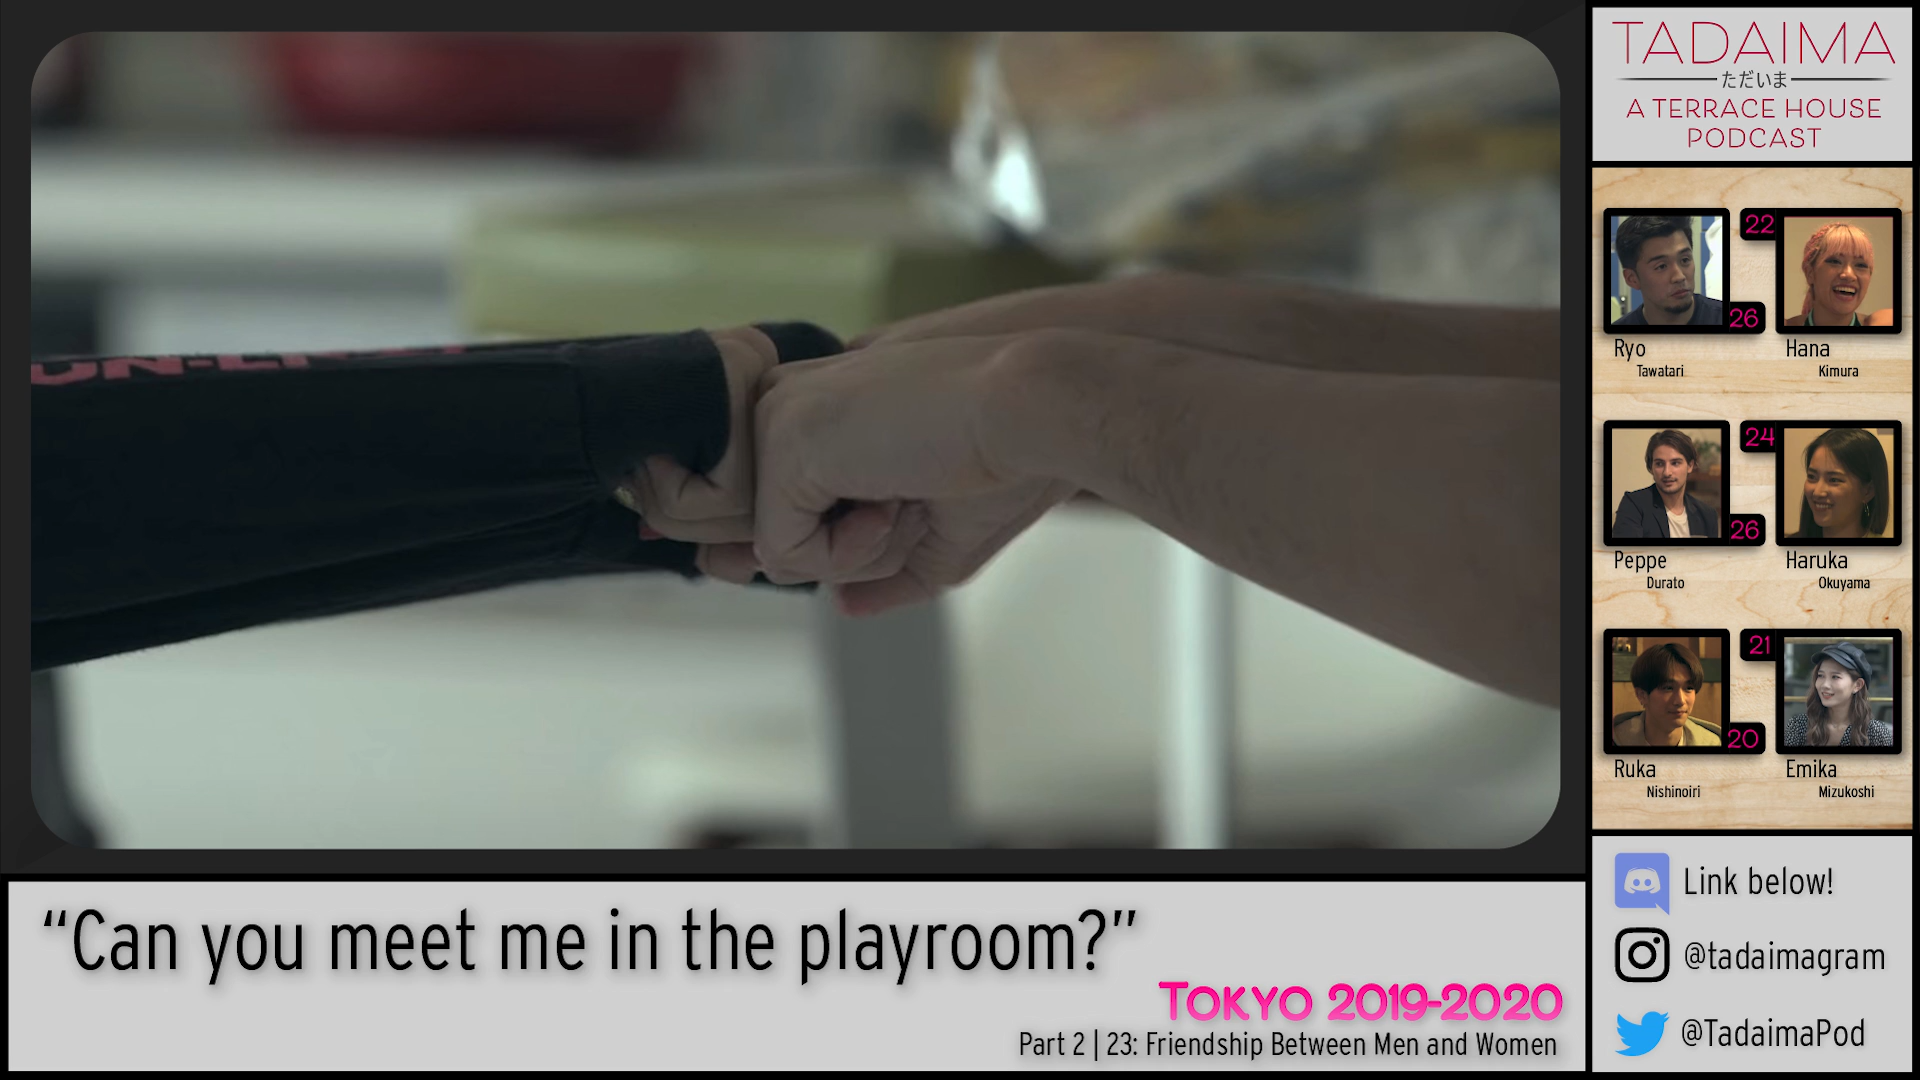 TADAIMA
ただいま
A TERRACE HOUSE
PODCAST
22
26
Ryo
Tawatari
Hana
Kimura
24
26
Peppe
Durato
Haruka
Okuyama
21
20
Ruka
Nishinoiri
Emika
Mizukoshi
Link below!
@tadaimagram
@TadaimaPod
“Can you meet me in the playroom?”
TOKYO 2019-2020
Part 2 | 23: Friendship Between Men and Women